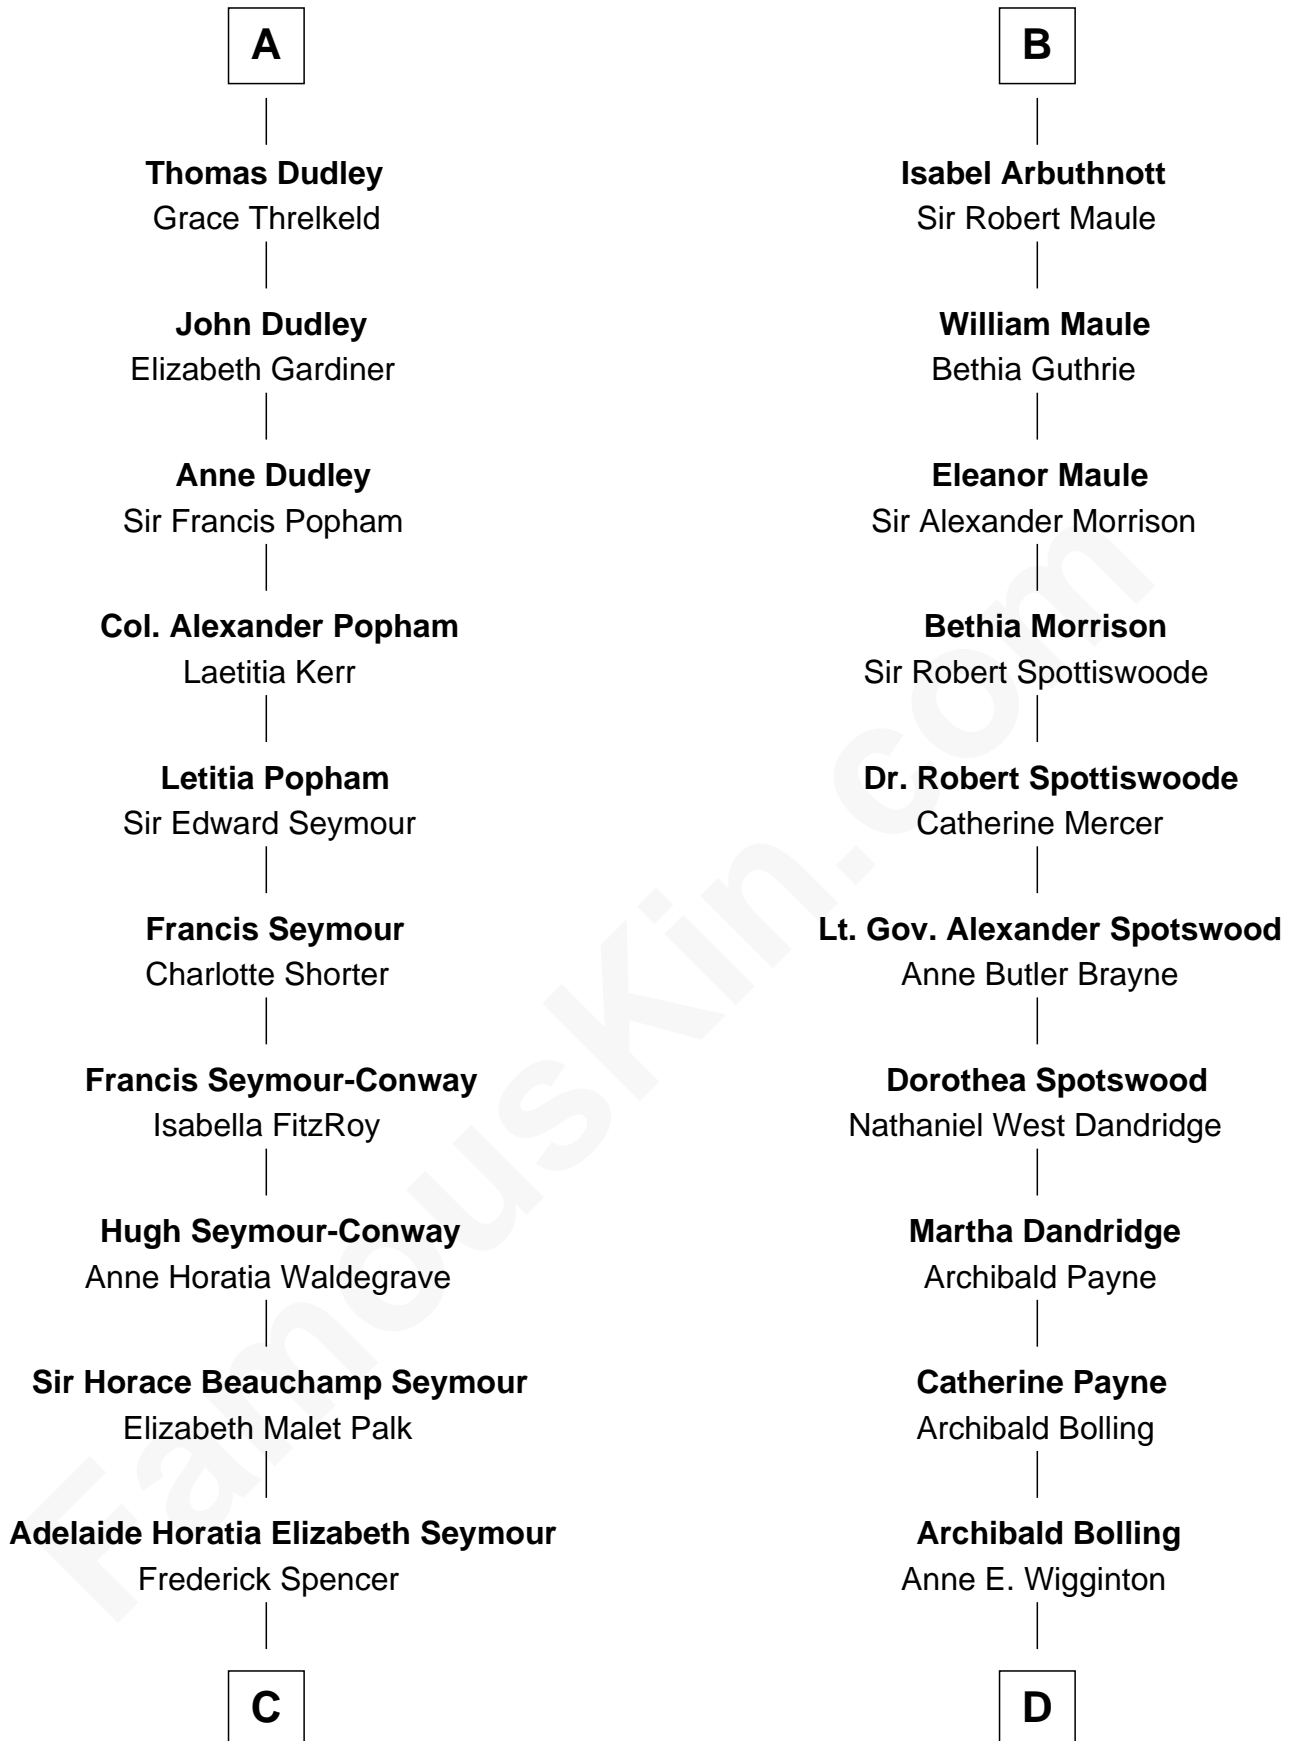 A
Thomas Dudley
Grace Threlkeld
John Dudley
Elizabeth Gardiner
Anne Dudley
Sir Francis Popham
Col. Alexander Popham
Laetitia Kerr
Letitia Popham
Sir Edward Seymour
Francis Seymour
Charlotte Shorter
Francis Seymour-Conway
Isabella FitzRoy
Hugh Seymour-Conway
Anne Horatia Waldegrave
Sir Horace Beauchamp Seymour
Elizabeth Malet Palk
Adelaide Horatia Elizabeth Seymour
Frederick Spencer
C
B
Isabel Arbuthnott
Sir Robert Maule
William Maule
Bethia Guthrie
Eleanor Maule
Sir Alexander Morrison
Bethia Morrison
Sir Robert Spottiswoode
Dr. Robert Spottiswoode
Catherine Mercer
Lt. Gov. Alexander Spotswood
Anne Butler Brayne
Dorothea Spotswood
Nathaniel West Dandridge
Martha Dandridge
Archibald Payne
Catherine Payne
Archibald Bolling
Archibald Bolling
Anne E. Wigginton
D
FamousKin.com